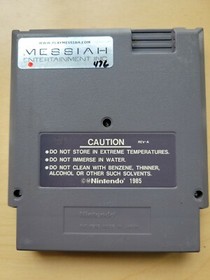 MESSIAH
ENTERTAINMENT INC
476
CAUTION
REV-A
•DO NOT STORE IN EXTREME TEMPERATURES.
•DO NOT IMMERSE IN WATER.
•DO NOT CLEAN WITH BENZENE, THINNER,
ALCOHOL OR OTHER SUCH SOLVENTS.
©®Nintendo 1985